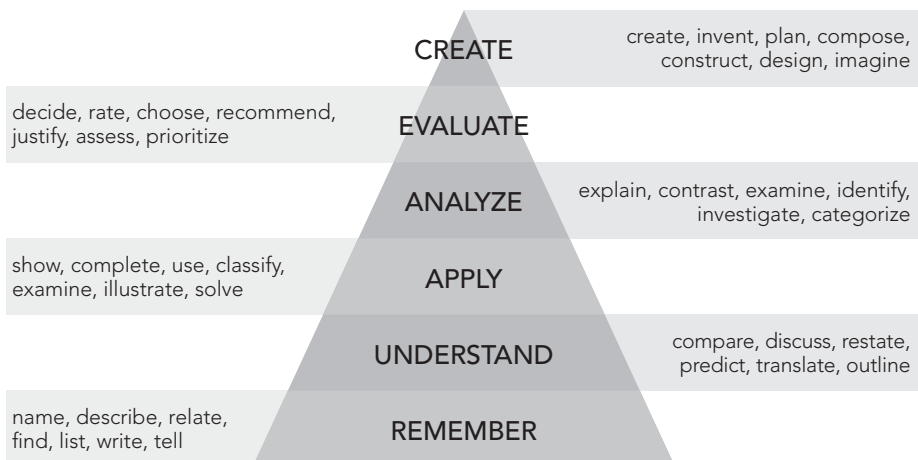 CREATE
create, invent, plan, compose,
construct, design, imagine
decide, rate, choose, recommend,
justify, assess, prioritize
EVALUATE
ANALYZE
explain, contrast, examine, identify,
investigate, categorize
show, complete, use, classify,
examine, illustrate, solve
APPLY
UNDERSTAND
compare, discuss, restate,
predict, translate, outline
name, describe, relate,
find, list, write, tell
REMEMBER